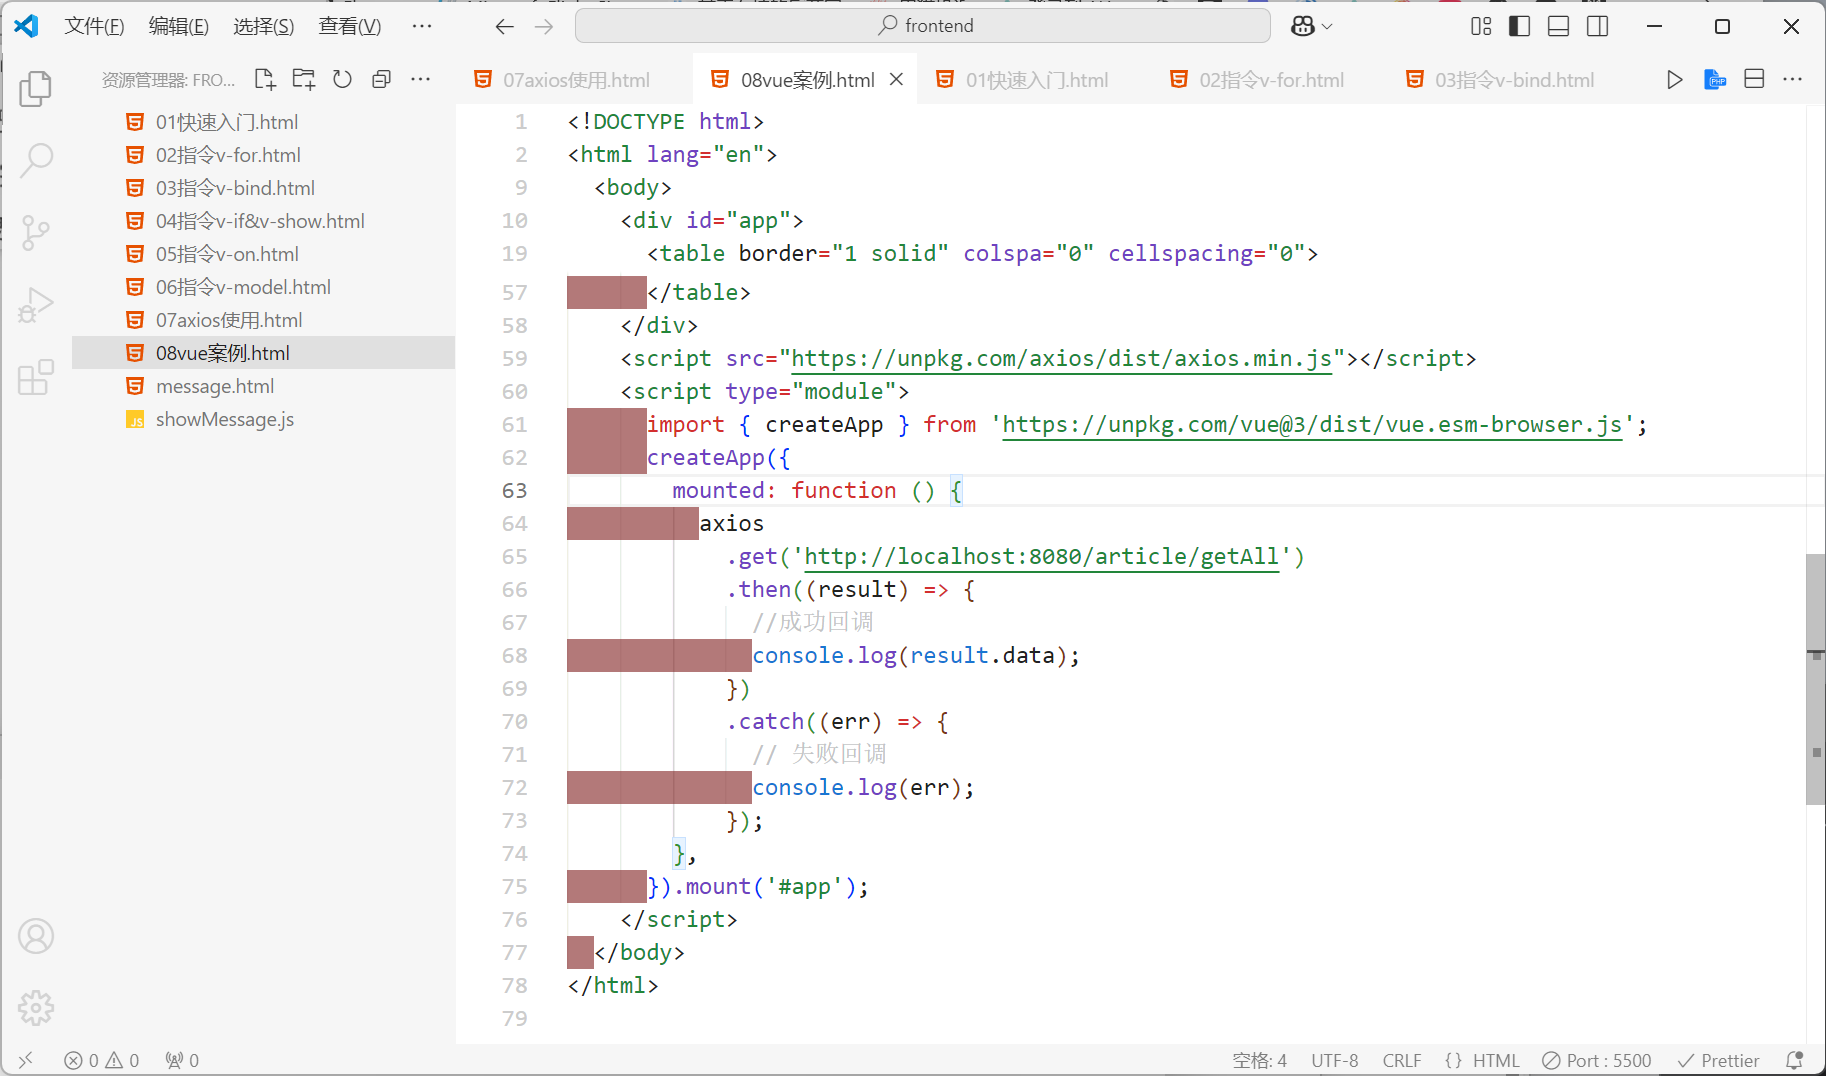 文件(F) 编辑(E) 选择(S) 查看(V) ··· frontend
资源管理器: FRO... ···
07axios使用.html 08vue案例.html 01快速入门.html 02指令v-for.html 03指令v-bind.html ···
01快速入门.html
02指令v-for.html
03指令v-bind.html
04指令v-if&v-show.html
05指令v-on.html
06指令v-model.html
07axios使用.html
08vue案例.html
message.html
JS showMessage.js
1 <!DOCTYPE html>
2 <html lang="en">
9 <body>
10 <div id="app">
19 <table border="1 solid" colspa="0" cellspacing="0">
57 </table>
58 </div>
59 <script src="https://unpkg.com/axios/dist/axios.min.js"></script>
60 <script type="module">
61 import { createApp } from 'https://unpkg.com/vue@3/dist/vue.esm-browser.js';
62 createApp({
63 mounted: function () {
64 axios
65 .get('http://localhost:8080/article/getAll')
66 .then((result) => {
67 //成功回调
68 console.log(result.data);
69 })
70 .catch((err) => {
71 // 失败回调
72 console.log(err);
73 });
74 },
75 }).mount('#app');
76 </script>
77 </body>
78 </html>
79
0 0 0 空格: 4 UTF-8 CRLF {} HTML Port : 5500 Prettier